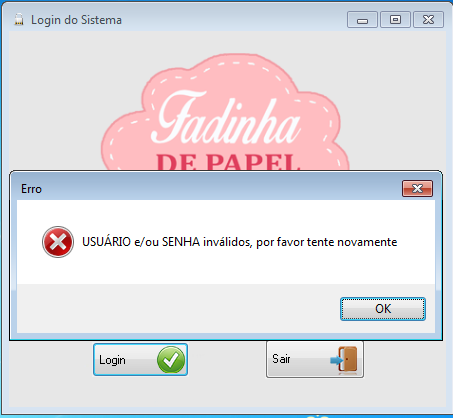 Login do Sistema
Fadinha
DE PAPEL
Erro
USUÁRIO e/ou SENHA inválidos, por favor tente novamente
OK
Login
Sair